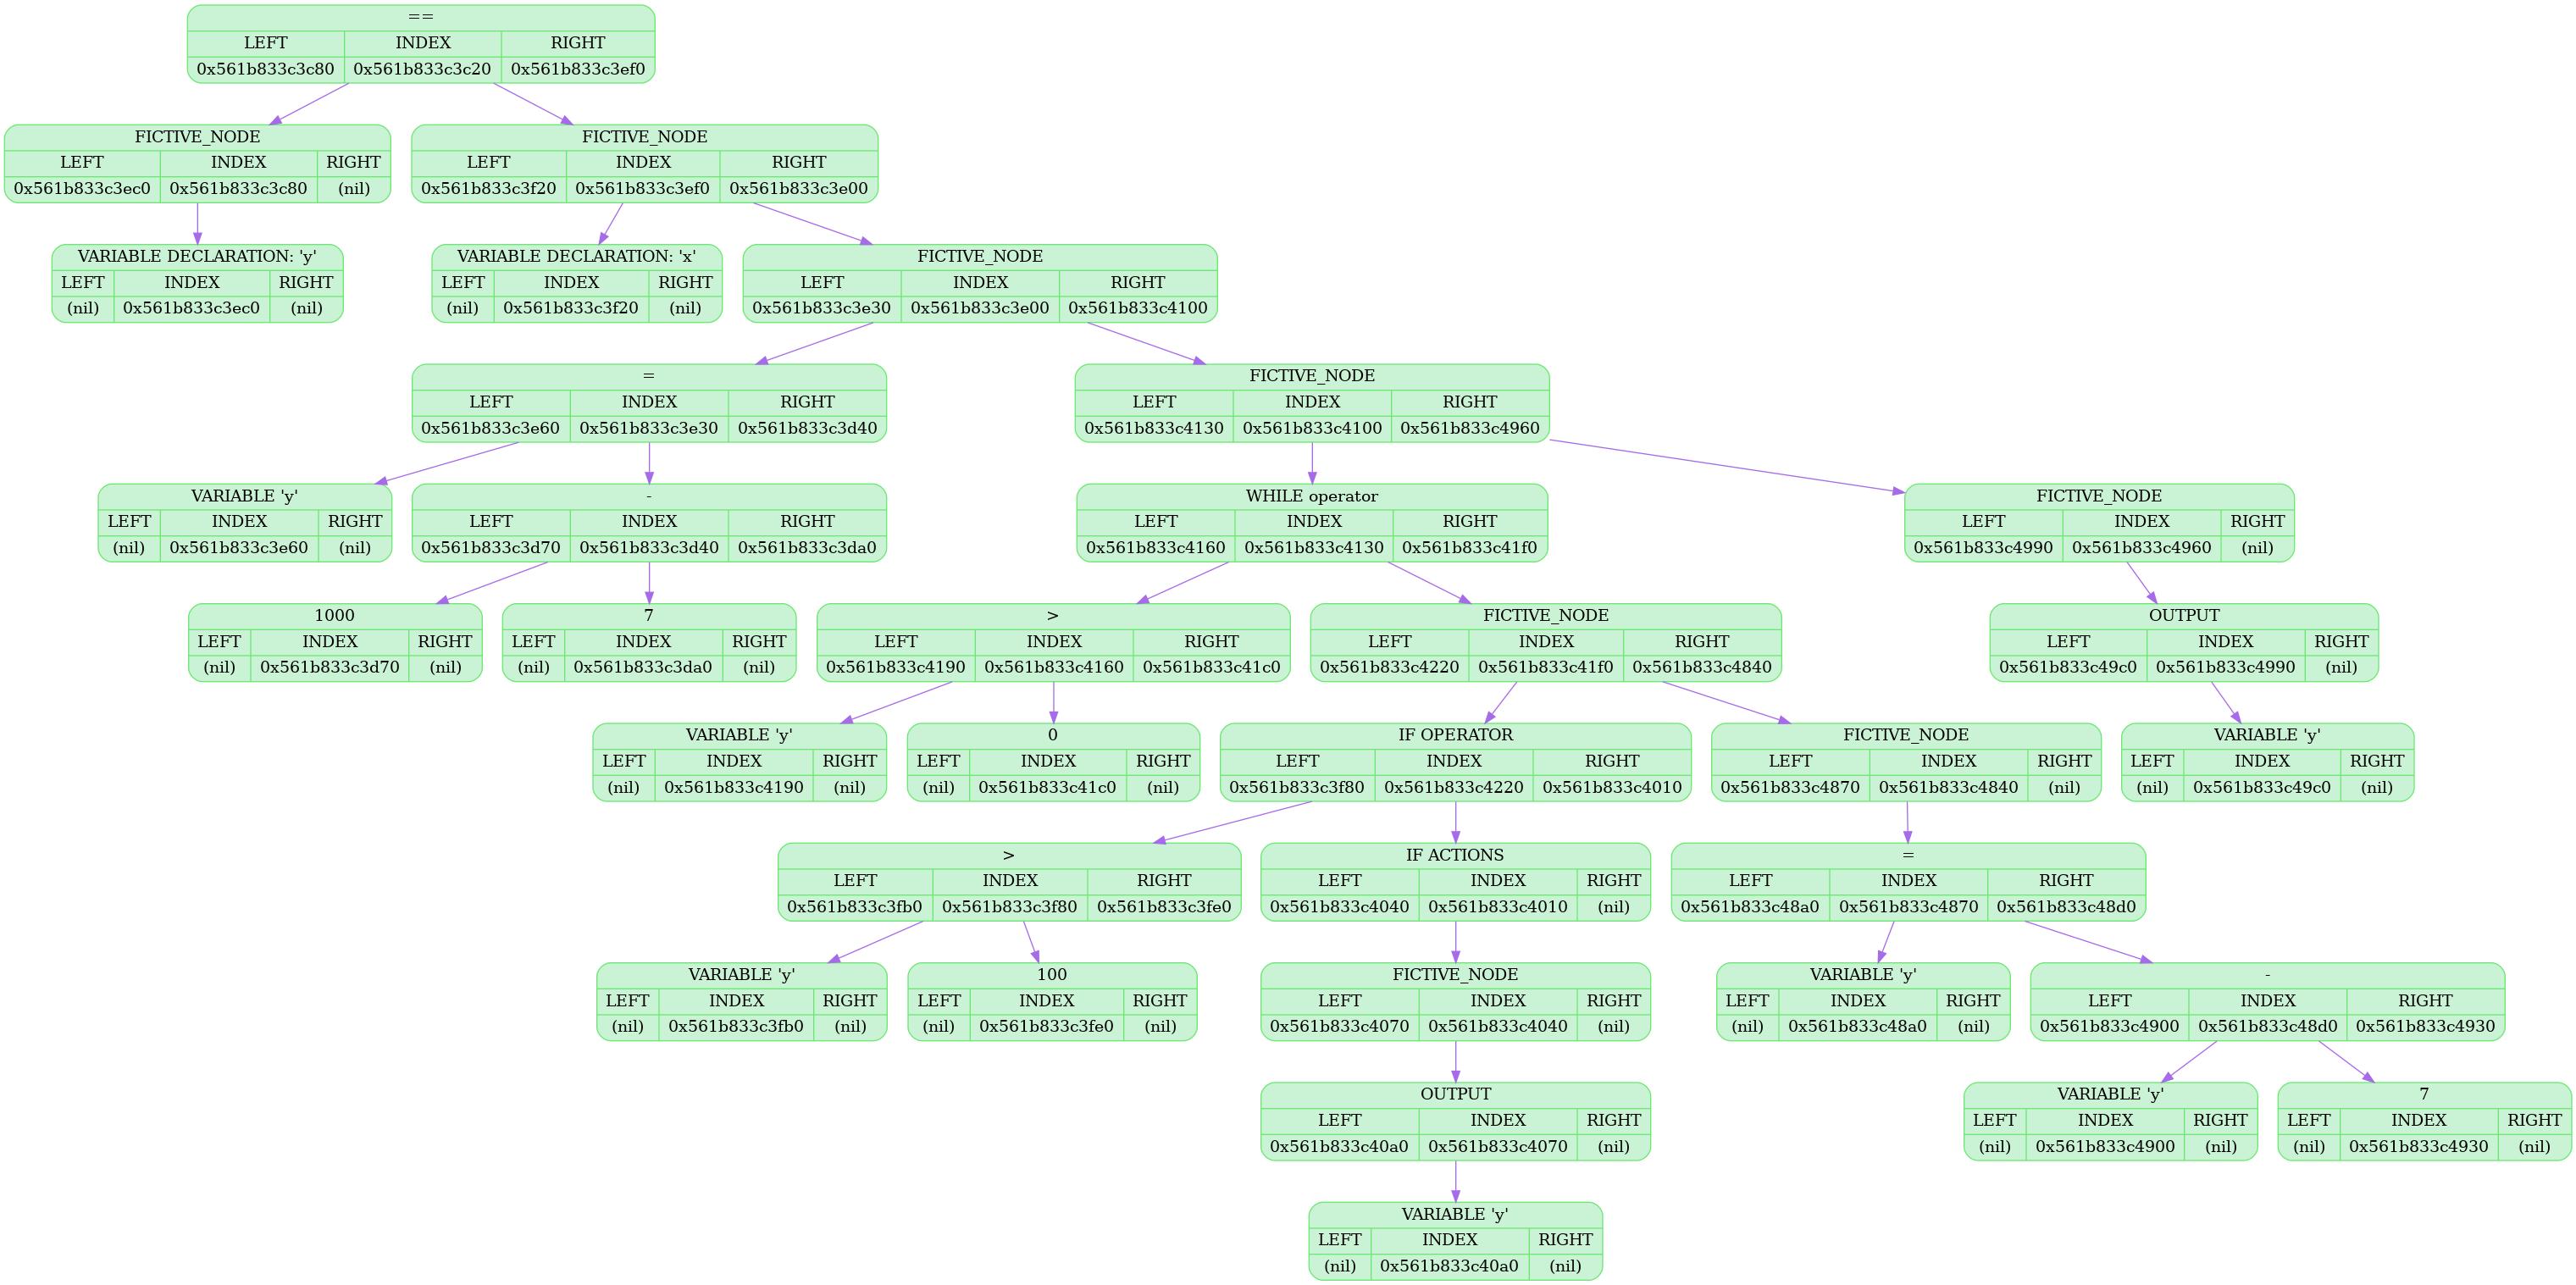 ==
LEFT INDEX RIGHT
0x561b833c3c80 0x561b833c3c20 0x561b833c3ef0
FICTIVE_NODE
LEFT INDEX RIGHT
0x561b833c3ec0 0x561b833c3c80 (nil)
FICTIVE_NODE
LEFT INDEX RIGHT
0x561b833c3f20 0x561b833c3ef0 0x561b833c3e00
VARIABLE DECLARATION: 'y'
LEFT INDEX RIGHT
(nil) 0x561b833c3ec0 (nil)
VARIABLE DECLARATION: 'x'
LEFT INDEX RIGHT
(nil) 0x561b833c3f20 (nil)
FICTIVE_NODE
LEFT INDEX RIGHT
0x561b833c3e30 0x561b833c3e00 0x561b833c4100
=
LEFT INDEX RIGHT
0x561b833c3e60 0x561b833c3e30 0x561b833c3d40
FICTIVE_NODE
LEFT INDEX RIGHT
0x561b833c4130 0x561b833c4100 0x561b833c4960
VARIABLE 'y'
LEFT INDEX RIGHT
(nil) 0x561b833c3e60 (nil)
-
LEFT INDEX RIGHT
0x561b833c3d70 0x561b833c3d40 0x561b833c3da0
WHILE operator
LEFT INDEX RIGHT
0x561b833c4160 0x561b833c4130 0x561b833c41f0
FICTIVE_NODE
LEFT INDEX RIGHT
0x561b833c4990 0x561b833c4960 (nil)
1000
LEFT INDEX RIGHT
(nil) 0x561b833c3d70 (nil)
7
LEFT INDEX RIGHT
(nil) 0x561b833c3da0 (nil)
>
LEFT INDEX RIGHT
0x561b833c4190 0x561b833c4160 0x561b833c41c0
FICTIVE_NODE
LEFT INDEX RIGHT
0x561b833c4220 0x561b833c41f0 0x561b833c4840
OUTPUT
LEFT INDEX RIGHT
0x561b833c49c0 0x561b833c4990 (nil)
VARIABLE 'y'
LEFT INDEX RIGHT
(nil) 0x561b833c4190 (nil)
0
LEFT INDEX RIGHT
(nil) 0x561b833c41c0 (nil)
IF OPERATOR
LEFT INDEX RIGHT
0x561b833c3f80 0x561b833c4220 0x561b833c4010
FICTIVE_NODE
LEFT INDEX RIGHT
0x561b833c4870 0x561b833c4840 (nil)
VARIABLE 'y'
LEFT INDEX RIGHT
(nil) 0x561b833c49c0 (nil)
>
LEFT INDEX RIGHT
0x561b833c3fb0 0x561b833c3f80 0x561b833c3fe0
IF ACTIONS
LEFT INDEX RIGHT
0x561b833c4040 0x561b833c4010 (nil)
=
LEFT INDEX RIGHT
0x561b833c48a0 0x561b833c4870 0x561b833c48d0
VARIABLE 'y'
LEFT INDEX RIGHT
(nil) 0x561b833c3fb0 (nil)
100
LEFT INDEX RIGHT
(nil) 0x561b833c3fe0 (nil)
FICTIVE_NODE
LEFT INDEX RIGHT
0x561b833c4070 0x561b833c4040 (nil)
VARIABLE 'y'
LEFT INDEX RIGHT
(nil) 0x561b833c48a0 (nil)
-
LEFT INDEX RIGHT
0x561b833c4900 0x561b833c48d0 0x561b833c4930
OUTPUT
LEFT INDEX RIGHT
0x561b833c40a0 0x561b833c4070 (nil)
VARIABLE 'y'
LEFT INDEX RIGHT
(nil) 0x561b833c4900 (nil)
7
LEFT INDEX RIGHT
(nil) 0x561b833c4930 (nil)
VARIABLE 'y'
LEFT INDEX RIGHT
(nil) 0x561b833c40a0 (nil)